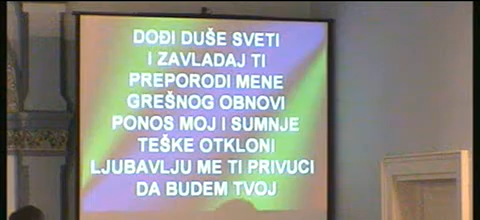 DOĐI DUŠE SVETI
I ZAVLADAJ TI
PREPORODI MENE
GREŠNOG OBNOVI
PONOS MOJ I SUMNJE
TEŠKE OTKLONI
LJUBAVLJU ME TI PRIVUCI
DA BUDEM TVOJ